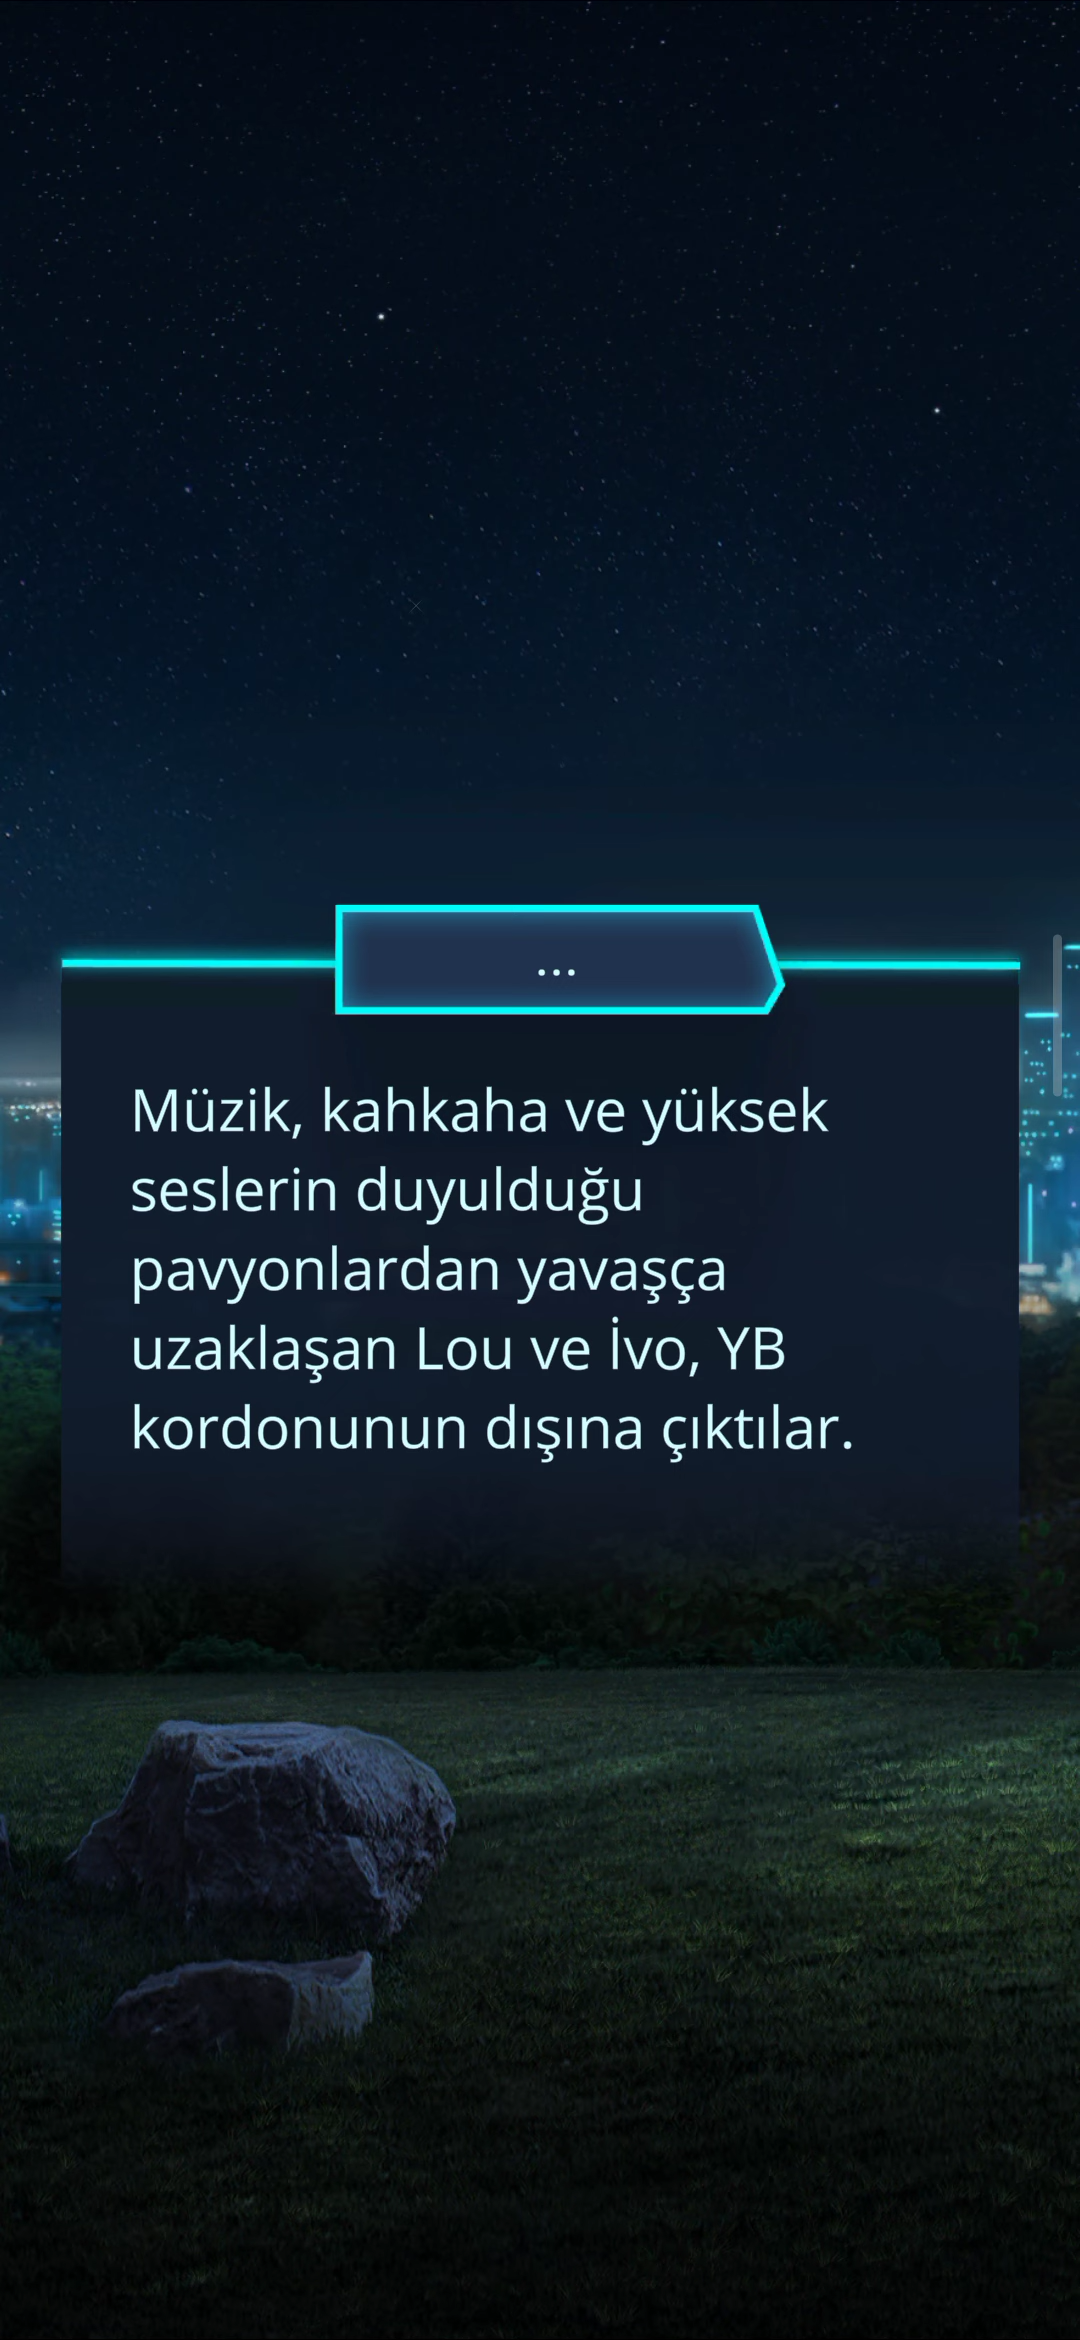 ...
Müzik, kahkaha ve yüksek
seslerin duyulduğu
pavyonlardan yavaşça
uzaklaşan Lou ve İvo, YB
kordonunun dışına çıktılar.